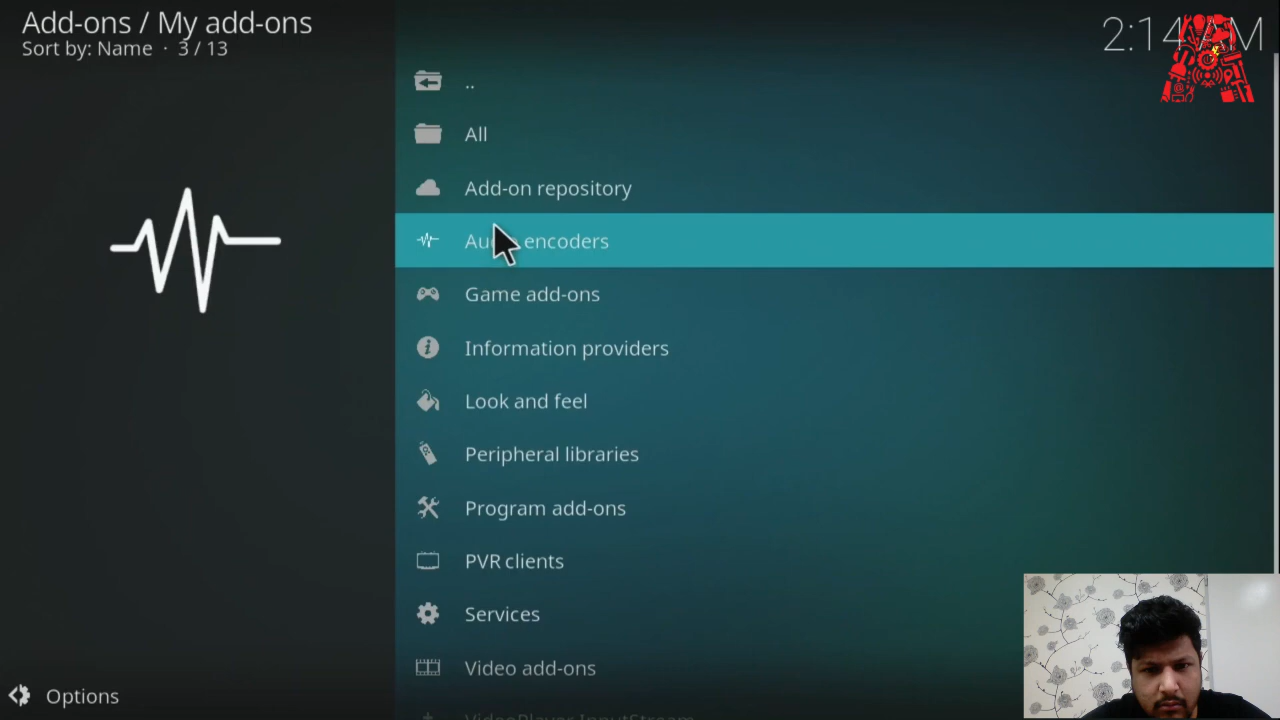 Add-ons / My add-ons
Sort by: Name · 3 / 13
2:14 AM
..
All
Add-on repository
encoders
Game add-ons
Information providers
Look and feel
Peripheral libraries
Program add-ons
PVR clients
Services
Video add-ons
VideoPlayer InputStream
Options